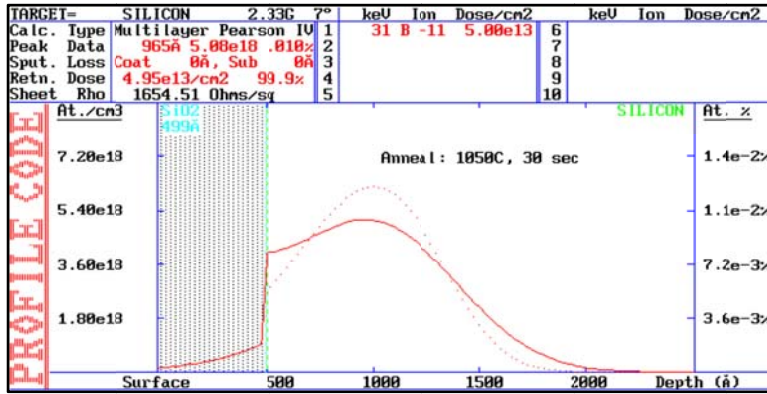 TARGET= SILICON 2.33G 7° keV Ion Dose/cm2 keV Ion Dose/cm2
Calc. Type Multilayer Pearson IV 1 31 B -11 5.00e13 6
Peak Data 965Å 5.08e18 .010% 2 7
Sput. Loss Coat 0Å, Sub 0Å 3 8
Retn. Dose 4.95e13/cm2 99.9% 4 9
Sheet Rho 1654.51 Ohms/sq 5 10
PROFILE CODE
At./cm3 SiO2 SILICON At. %
499Å
7.20e18 Anneal: 1050C, 30 sec 1.4e-2%
5.40e18 1.1e-2%
3.60e18 7.2e-3%
1.80e18 3.6e-3%
Surface 500 1000 1500 2000 Depth (Å)